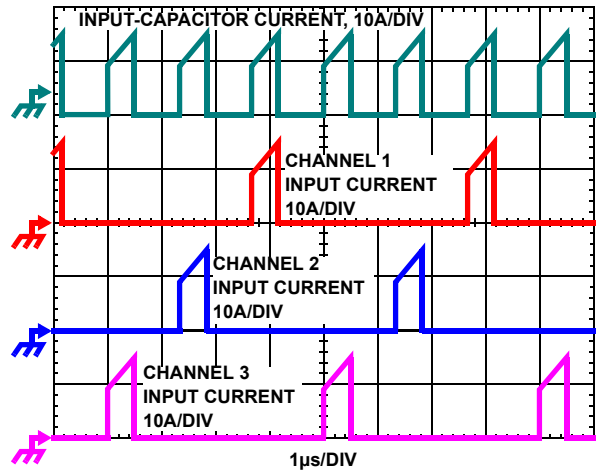 INPUT-CAPACITOR CURRENT, 10A/DIV
CHANNEL 1
INPUT CURRENT
10A/DIV
CHANNEL 2
INPUT CURRENT
10A/DIV
CHANNEL 3
INPUT CURRENT
10A/DIV
1µs/DIV